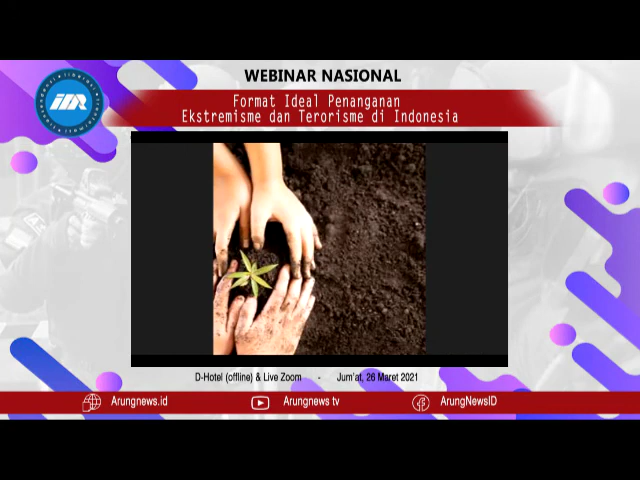 WEBINAR NASIONAL
Format Ideal Penanganan
Ekstremisme dan Terorisme di Indonesia
D-Hotel (offline) & Live Zoom - Jum'at, 26 Maret 2021
Arungnews.id
Arungnews tv
ArungNewsID